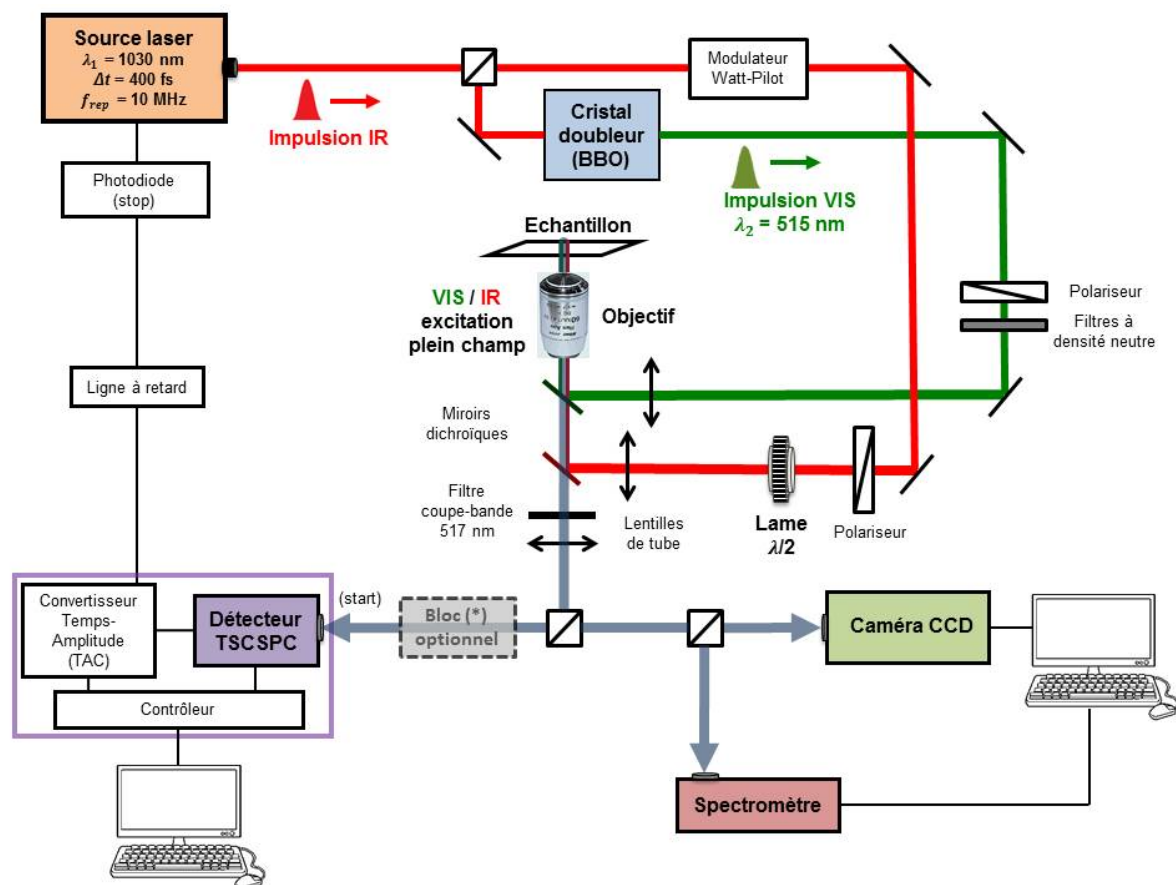 Source laser
λ₁ = 1030 nm
Δt = 400 fs
f_rep = 10 MHz
Impulsion IR
Modulateur
Watt-Pilot
Cristal
doubleur
(BBO)
Impulsion VIS
λ₂ = 515 nm
Photodiode
(stop)
Echantillon
VIS / IR
excitation
plein champ
Objectif
Polariseur
Filtres à
densité neutre
Ligne à retard
Miroirs
dichroïques
Filtre
coupe-bande
517 nm
Lentilles
de tube
Lame
λ/2
Polariseur
Convertisseur
Temps-
Amplitude
(TAC)
Détecteur
TSCSPC
(start)
Bloc (*)
optionnel
Caméra CCD
Contrôleur
Spectromètre